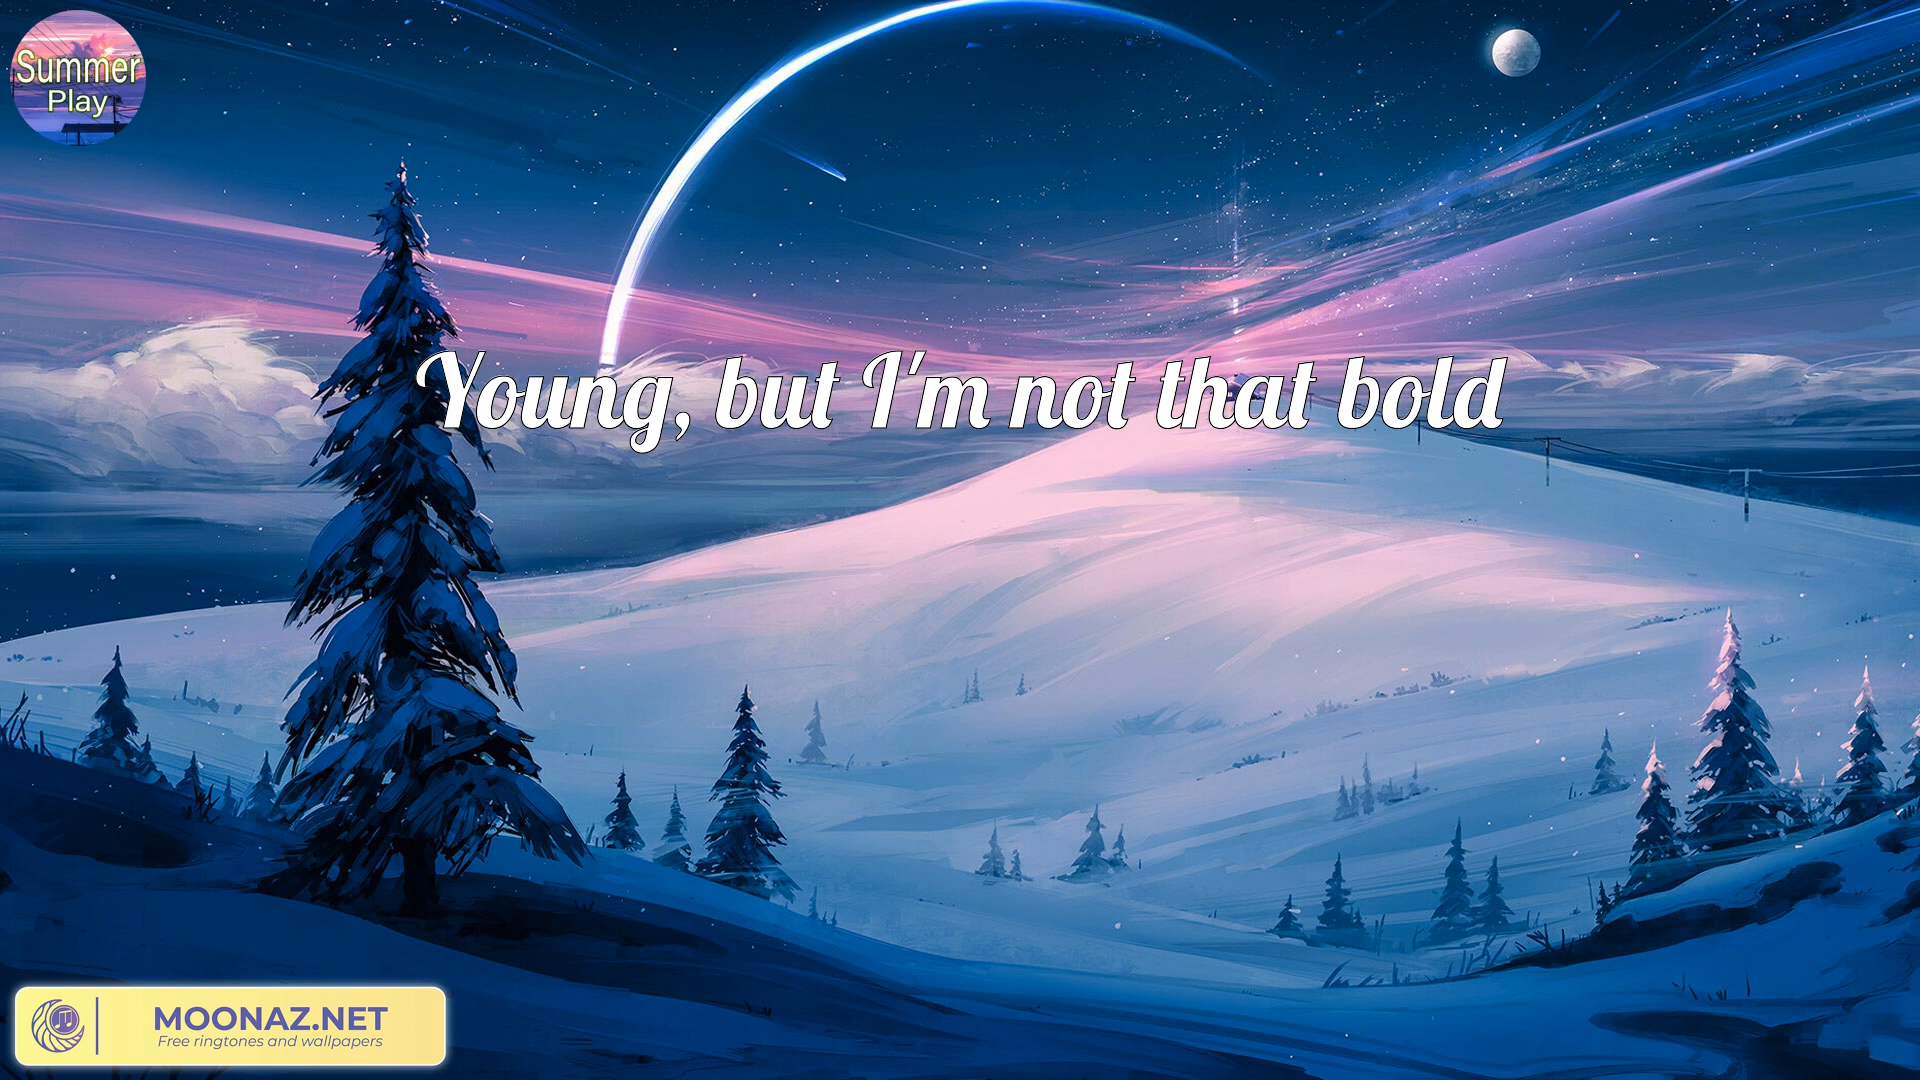 Summer
Play
Young, but I'm not that bold
MOONAZ.NET
Free ringtones and wallpapers